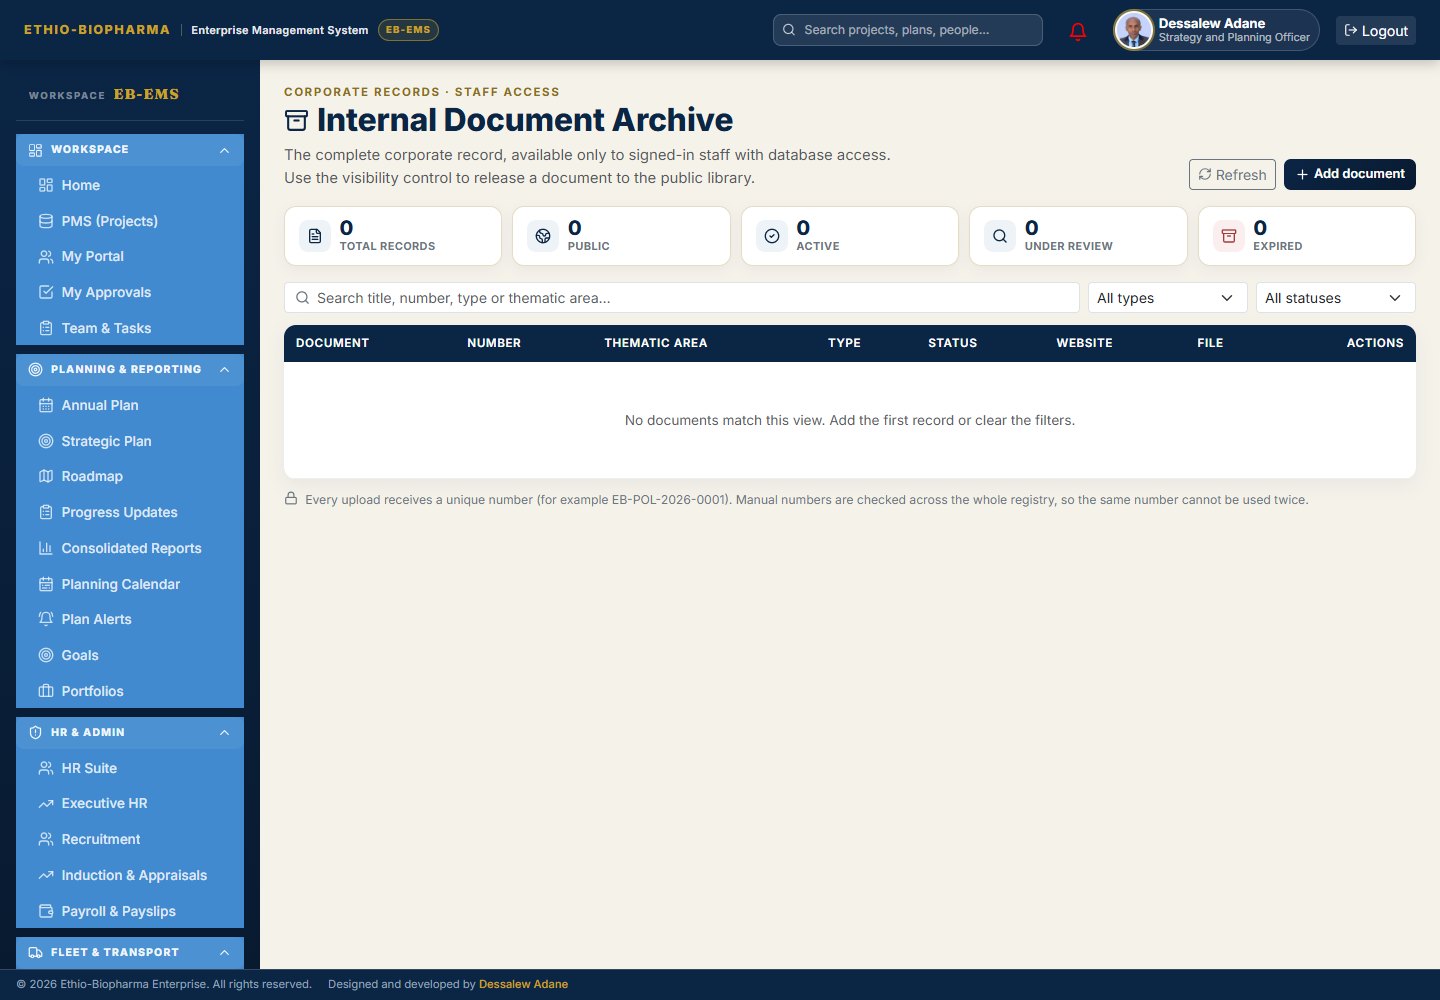 ETHIO-BIOPHARMA | Enterprise Management System EB-EMS
Search projects, plans, people...
Dessalew Adane
Strategy and Planning Officer
Logout
WORKSPACE EB-EMS
WORKSPACE
Home
PMS (Projects)
My Portal
My Approvals
Team & Tasks
PLANNING & REPORTING
Annual Plan
Strategic Plan
Roadmap
Progress Updates
Consolidated Reports
Planning Calendar
Plan Alerts
Goals
Portfolios
HR & ADMIN
HR Suite
Executive HR
Recruitment
Induction & Appraisals
Payroll & Payslips
FLEET & TRANSPORT
CORPORATE RECORDS · STAFF ACCESS
Internal Document Archive
The complete corporate record, available only to signed-in staff with database access.
Use the visibility control to release a document to the public library.
Refresh
Add document
0
TOTAL RECORDS
0
PUBLIC
0
ACTIVE
0
UNDER REVIEW
0
EXPIRED
Search title, number, type or thematic area...
All types
All statuses
DOCUMENT NUMBER THEMATIC AREA TYPE STATUS WEBSITE FILE ACTIONS
No documents match this view. Add the first record or clear the filters.
Every upload receives a unique number (for example EB-POL-2026-0001). Manual numbers are checked across the whole registry, so the same number cannot be used twice.
© 2026 Ethio-Biopharma Enterprise. All rights reserved. Designed and developed by Dessalew Adane